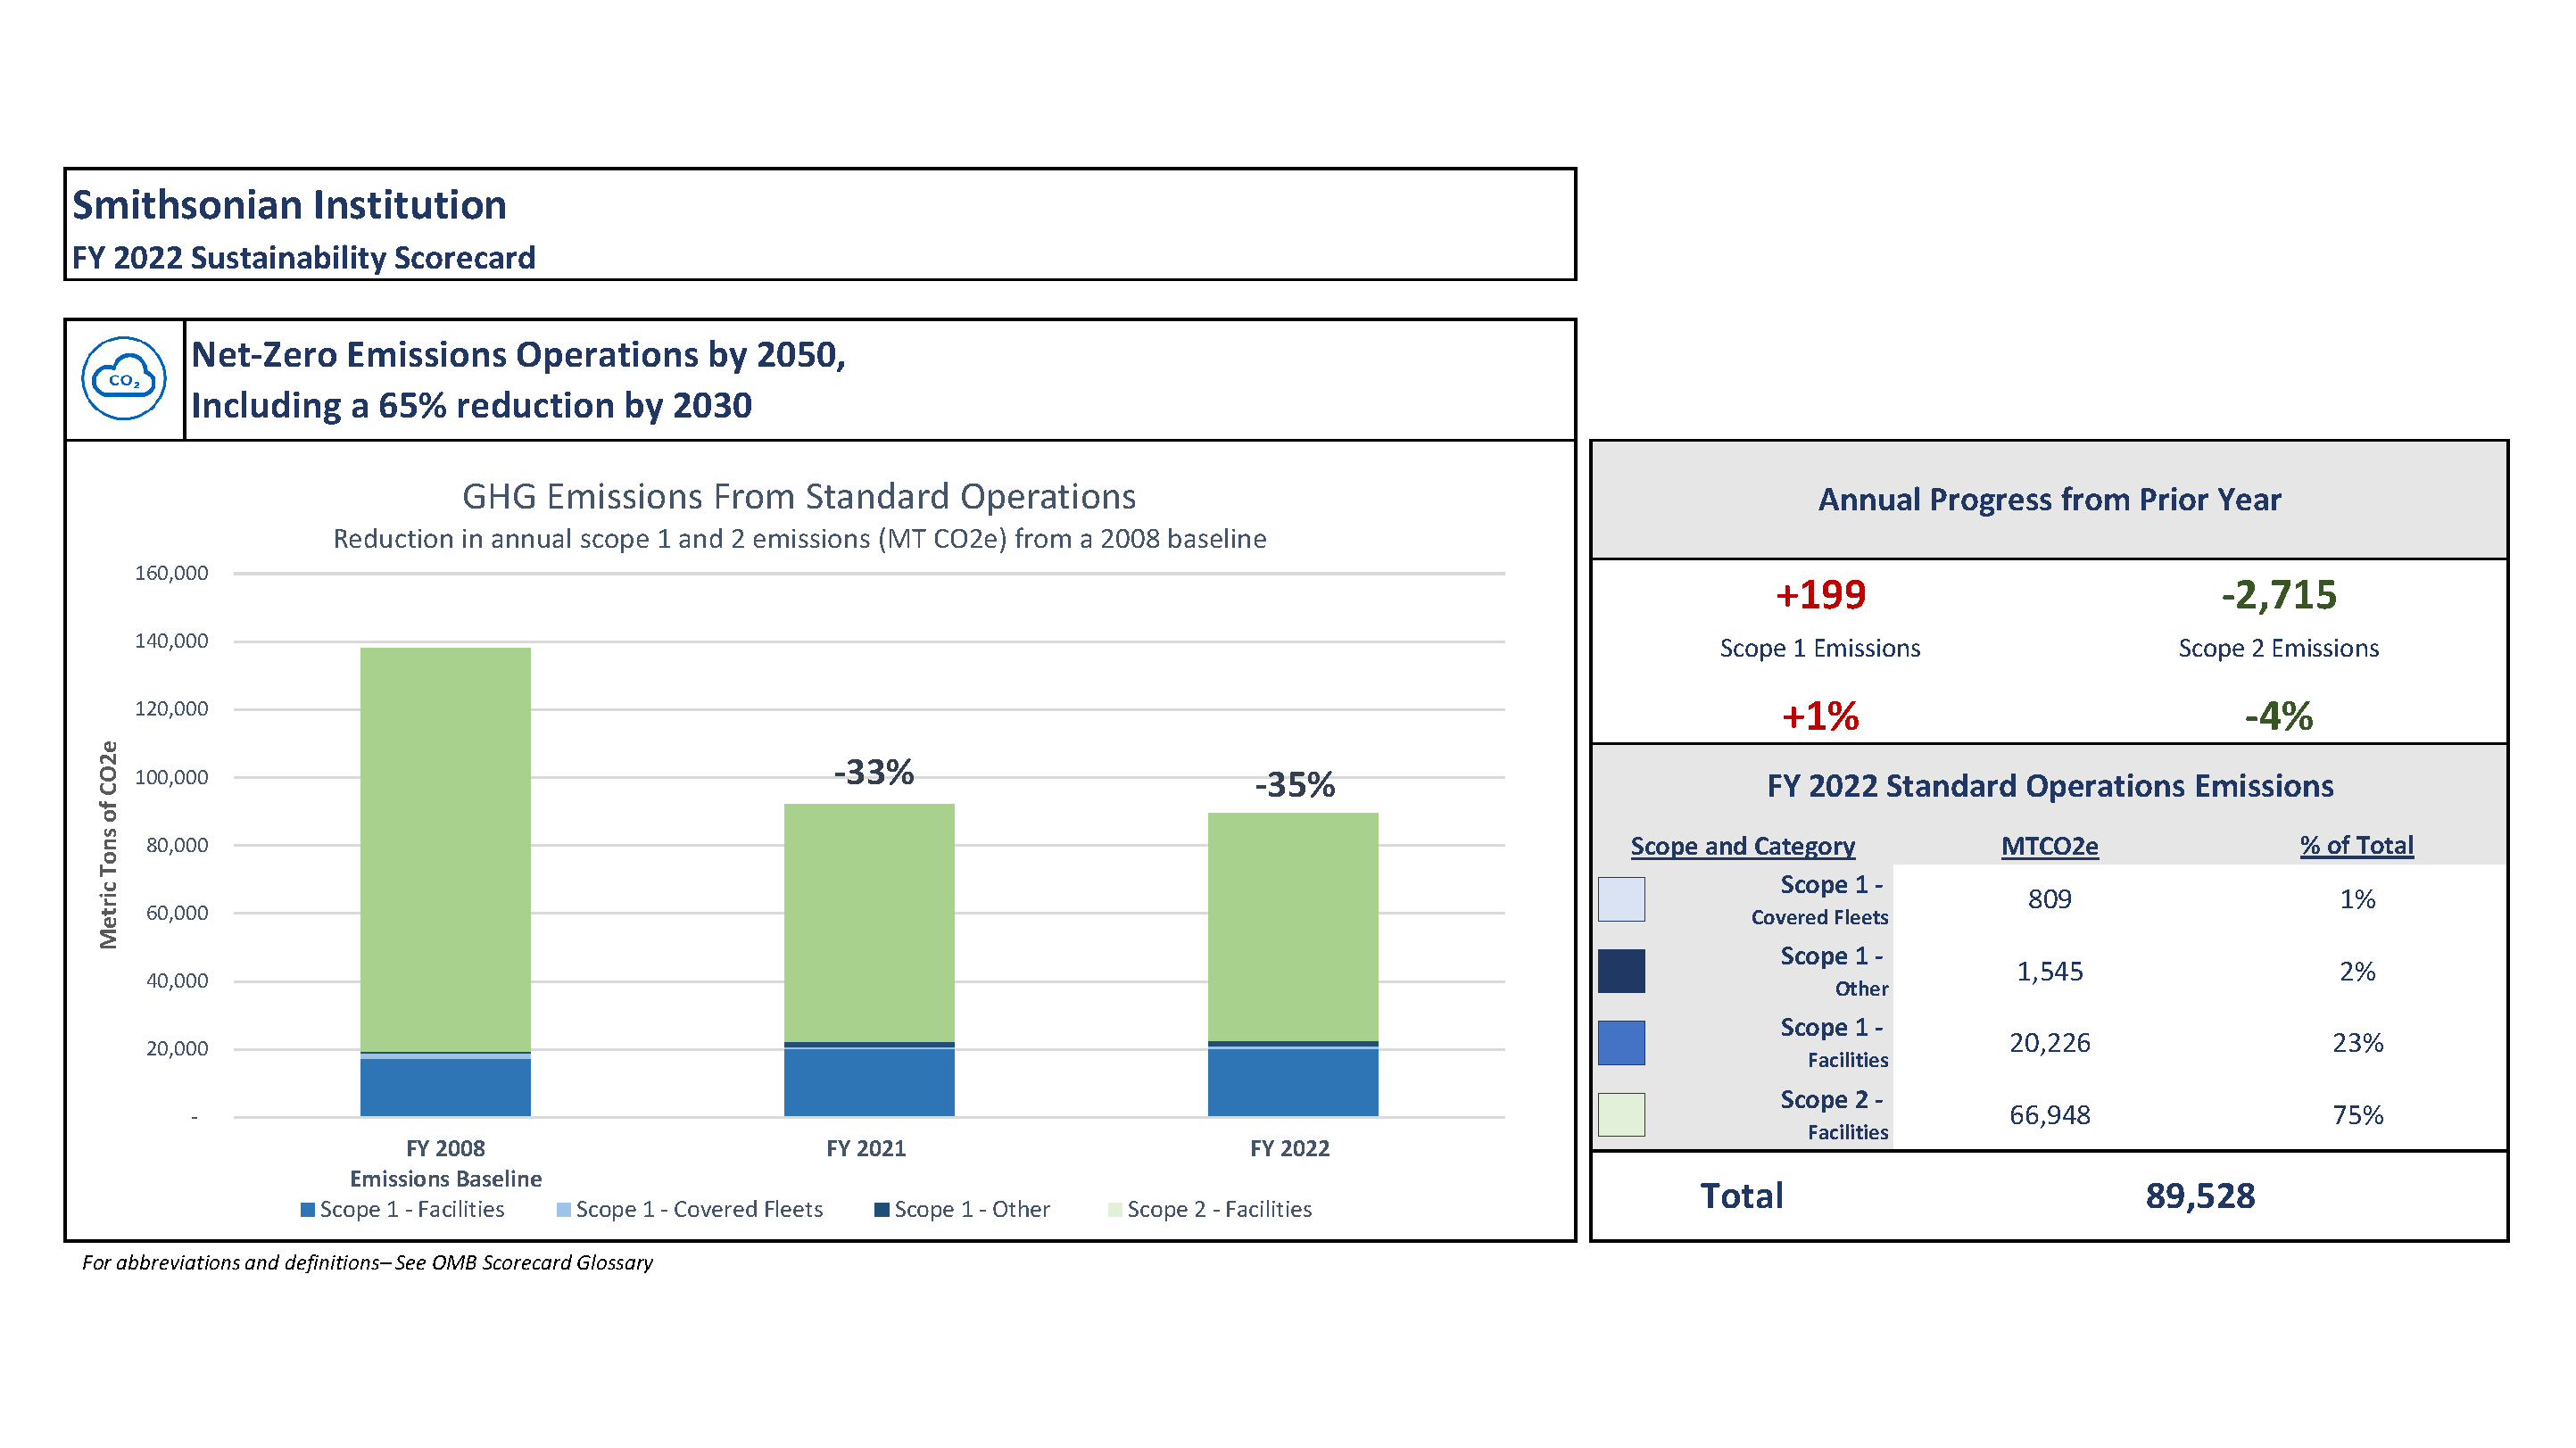 Smithsonian Institution
FY 2022 Sustainability Scorecard
CO₂
Net-Zero Emissions Operations by 2050,
Including a 65% reduction by 2030
GHG Emissions From Standard Operations
Reduction in annual scope 1 and 2 emissions (MT CO2e) from a 2008 baseline
Metric Tons of CO2e
160,000
140,000
120,000
100,000
80,000
60,000
40,000
20,000
-
-33%
-35%
FY 2008
Emissions Baseline
FY 2021
FY 2022
Scope 1 - Facilities
Scope 1 - Covered Fleets
Scope 1 - Other
Scope 2 - Facilities
For abbreviations and definitions– See OMB Scorecard Glossary
Annual Progress from Prior Year
+199 -2,715
Scope 1 Emissions Scope 2 Emissions
+1% -4%
FY 2022 Standard Operations Emissions
Scope and Category MTCO2e % of Total
Scope 1 -
Covered Fleets 809 1%
Scope 1 -
Other 1,545 2%
Scope 1 -
Facilities 20,226 23%
Scope 2 -
Facilities 66,948 75%
Total 89,528